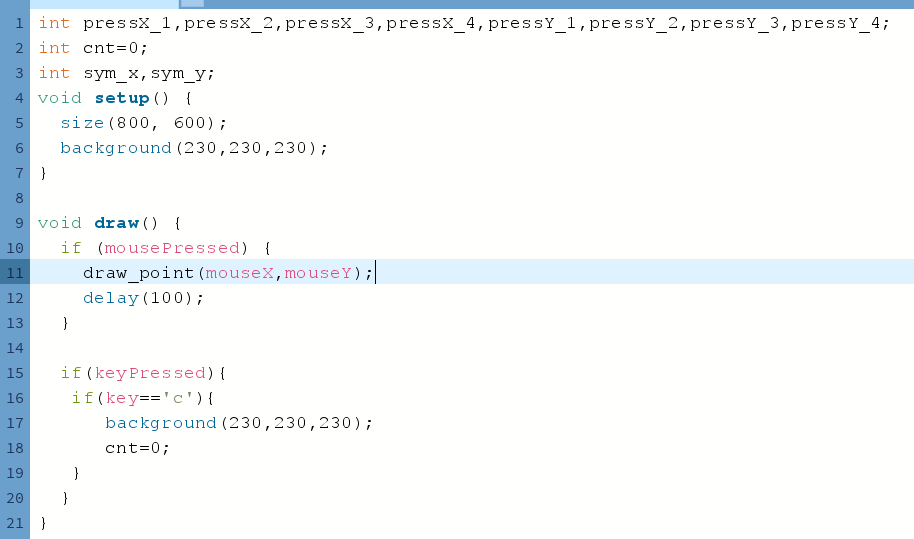 1 int pressX_1,pressX_2,pressX_3,pressX_4,pressY_1,pressY_2,pressY_3,pressY_4;
2 int cnt=0;
3 int sym_x,sym_y;
4 void setup() {
5   size(800, 600);
6   background(230,230,230);
7 }
8
9 void draw() {
10   if (mousePressed) {
11     draw_point(mouseX,mouseY);
12     delay(100);
13   }
14
15   if(keyPressed){
16    if(key=='c'){
17       background(230,230,230);
18       cnt=0;
19    }
20   }
21 }